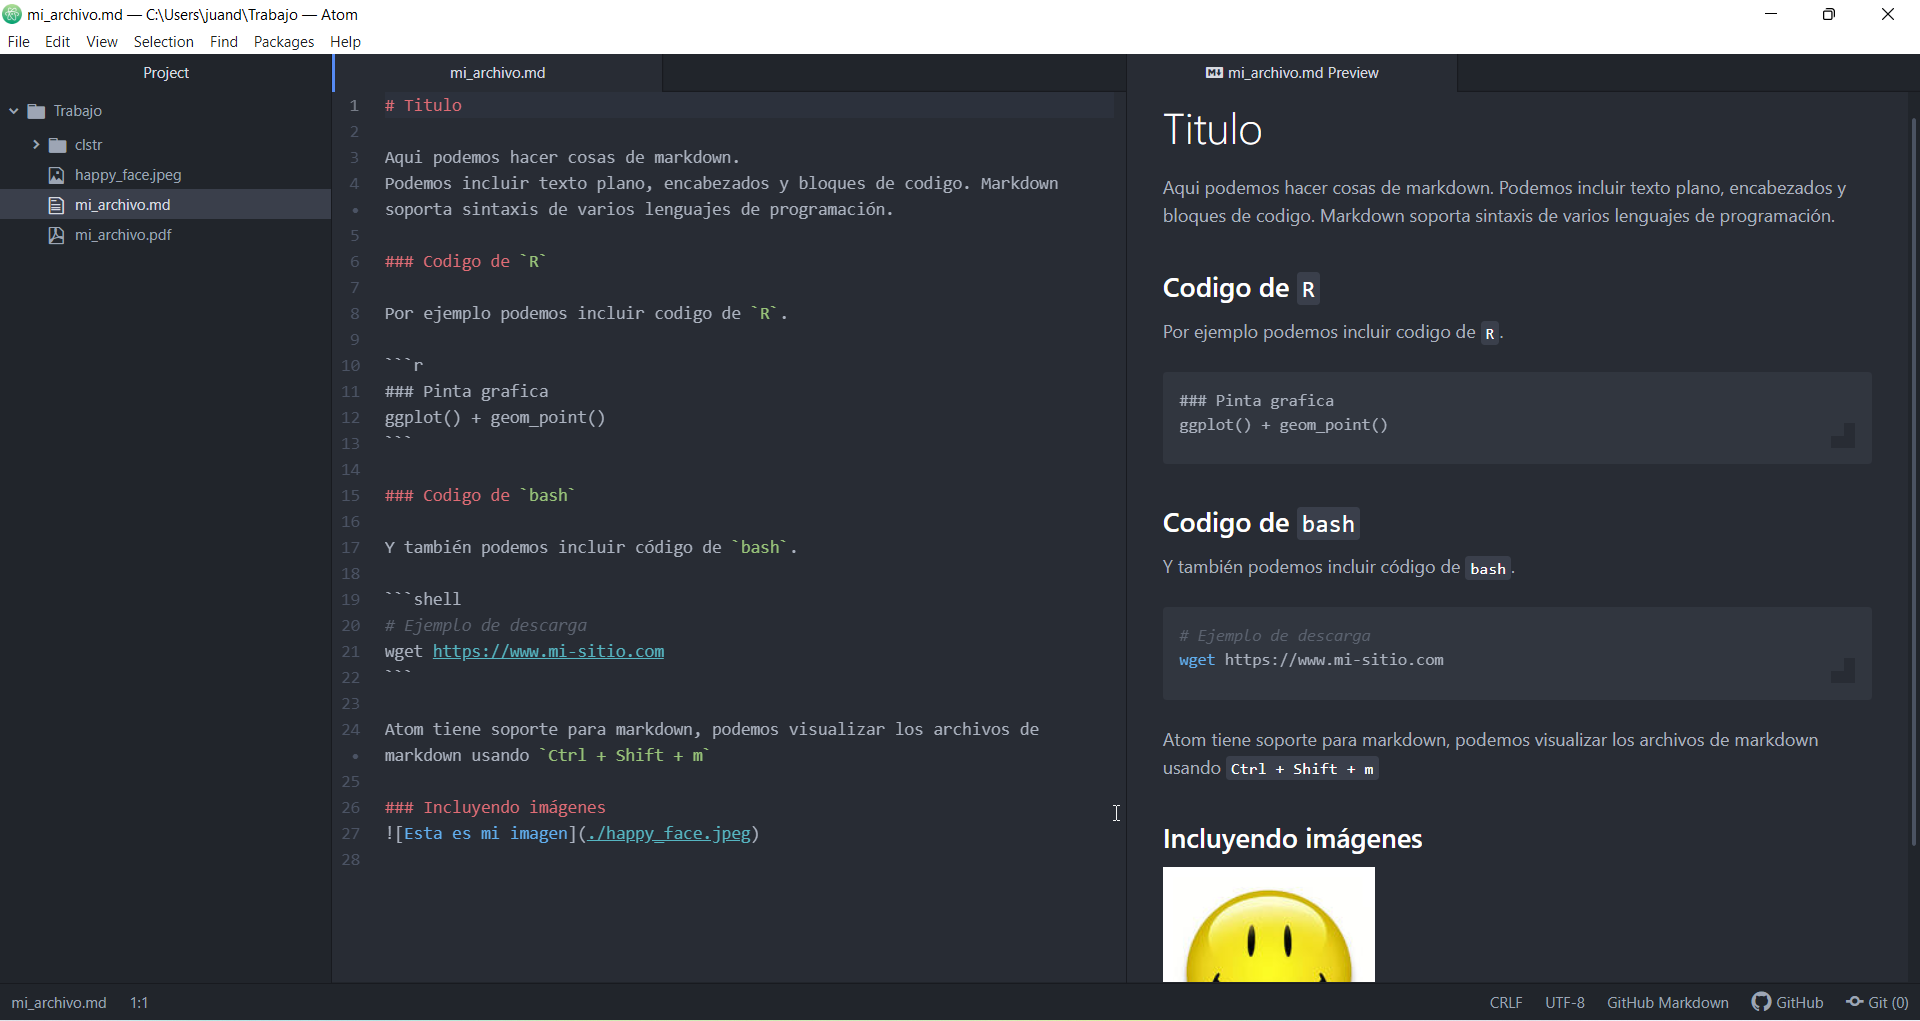 mi_archivo.md — C:\Users\juand\Trabajo — Atom
File Edit View Selection Find Packages Help
Project
Trabajo
clstr
happy_face.jpeg
mi_archivo.md
mi_archivo.pdf
mi_archivo.md
1 # Titulo
2
3 Aqui podemos hacer cosas de markdown.
4 Podemos incluir texto plano, encabezados y bloques de codigo. Markdown
• soporta sintaxis de varios lenguajes de programación.
5
6 ### Codigo de `R`
7
8 Por ejemplo podemos incluir codigo de `R`.
9
10 ```r
11 ### Pinta grafica
12 ggplot() + geom_point()
13 ```
14
15 ### Codigo de `bash`
16
17 Y también podemos incluir código de `bash`.
18
19 ```shell
20 # Ejemplo de descarga
21 wget https://www.mi-sitio.com
22 ```
23
24 Atom tiene soporte para markdown, podemos visualizar los archivos de
• markdown usando `Ctrl + Shift + m`
25
26 ### Incluyendo imágenes
27 ![Esta es mi imagen](./happy_face.jpeg)
28
mi_archivo.md Preview
Titulo
Aqui podemos hacer cosas de markdown. Podemos incluir texto plano, encabezados y
bloques de codigo. Markdown soporta sintaxis de varios lenguajes de programación.
Codigo de R
Por ejemplo podemos incluir codigo de R.
### Pinta grafica
ggplot() + geom_point()
Codigo de bash
Y también podemos incluir código de bash.
# Ejemplo de descarga
wget https://www.mi-sitio.com
Atom tiene soporte para markdown, podemos visualizar los archivos de markdown
usando Ctrl + Shift + m
Incluyendo imágenes
mi_archivo.md 1:1
CRLF UTF-8 GitHub Markdown GitHub Git (0)